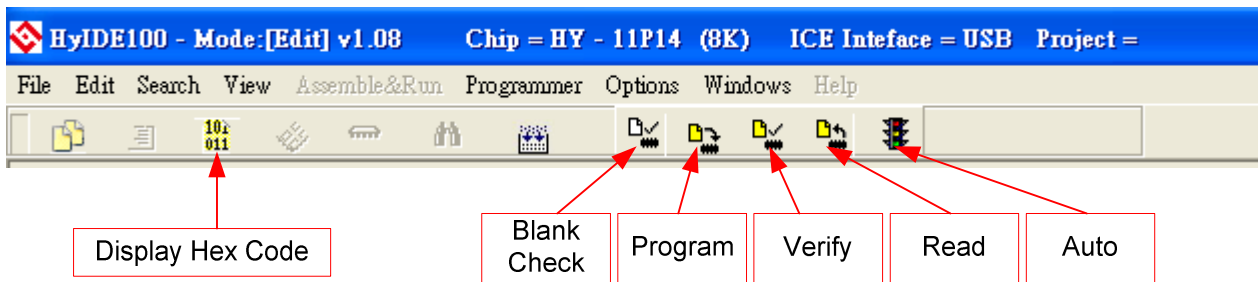 HyIDE100 - Mode:[Edit] v1.08 Chip = HY - 11P14 (8K) ICE Inteface = USB Project =
File Edit Search View Assemble&Run Programmer Options Windows Help
101
011
Display Hex Code
Blank
Check
Program
Verify
Read
Auto